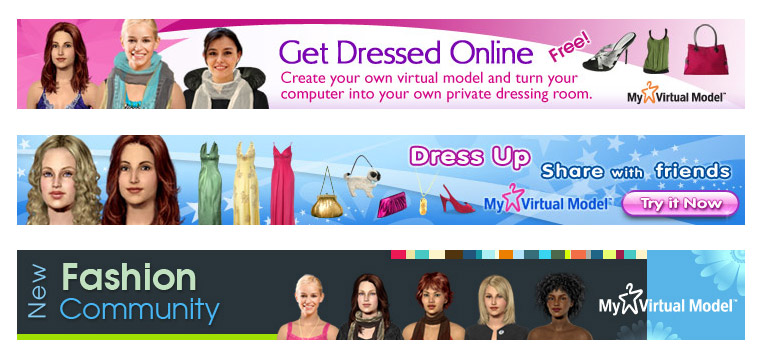 Get Dressed Online
Free!
Create your own virtual model and turn your
computer into your own private dressing room.
My Virtual Model™
Dress Up
Share with friends
My Virtual Model™
Try it Now
New
Fashion
Community
My Virtual Model™